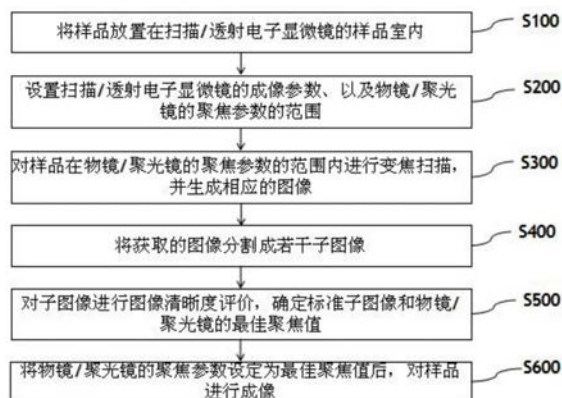 将样品放置在扫描/透射电子显微镜的样品室内
S100
设置扫描/透射电子显微镜的成像参数、以及物镜/聚光
镜的聚焦参数的范围
S200
对样品在物镜/聚光镜的聚焦参数的范围内进行变焦扫描，
并生成相应的图像
S300
将获取的图像分割成若干子图像
S400
对子图像进行图像清晰度评价，确定标准子图像和物镜/
聚光镜的最佳聚焦值
S500
将物镜/聚光镜的聚焦参数设定为最佳聚焦值后，对样品
进行成像
S600